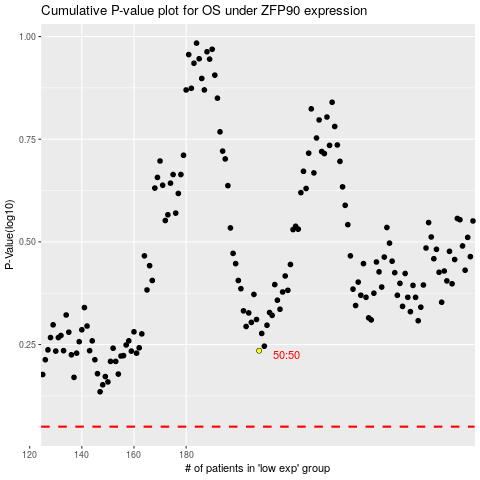 Cumulative P-value plot for OS under ZFP90 expression
P-Value(log10)
1.00
0.75
0.50
0.25
50:50
120 140 160 180
# of patients in 'low exp' group